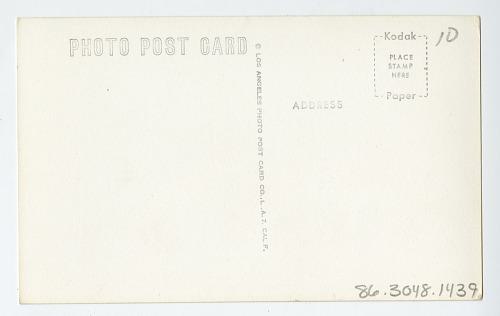 PHOTO POST CARD
© LOS ANGELES PHOTO POST CARD CO., L. A. 7. CALIF.
ADDRESS
Kodak
PLACE
STAMP
HERE
Paper
10
86.3048.1439